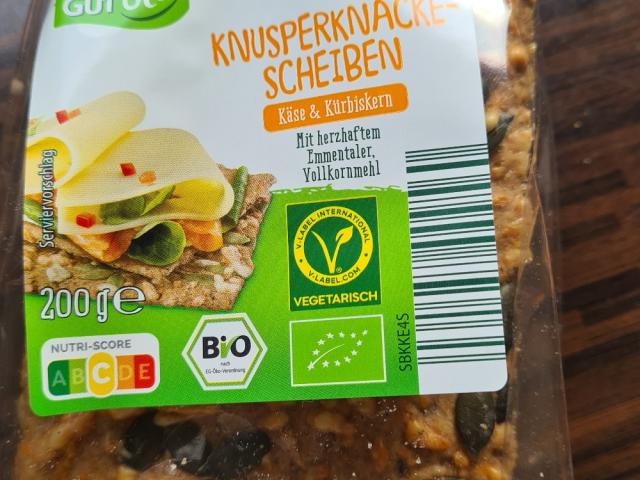 KNUSPERKNÄCKE-
SCHEIBEN
Käse & Kürbiskern
Mit herzhaftem
Emmentaler,
Vollkornmehl
Serviervorschlag
V-LABEL INTERNATIONAL
V-LABEL.COM
VEGETARISCH
200 g e
NUTRI-SCORE
A B C D E
BIO
nach
EG-Öko-Verordnung
SBKKE4S